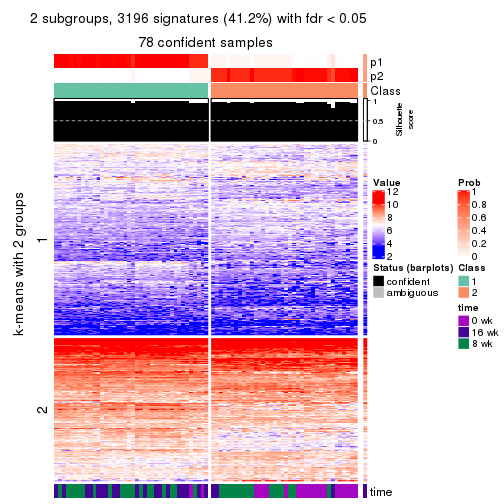 2 subgroups, 3196 signatures (41.2%) with fdr < 0.05
78 confident samples
p1
p2
Class
1
0.5
0
Silhouette
score
k-means with 2 groups
1
2
time
Value
12
10
8
6
4
2
Prob
1
0.8
0.6
0.4
0.2
0
Status (barplots)
confident
ambiguous
Class
1
2
time
0 wk
16 wk
8 wk